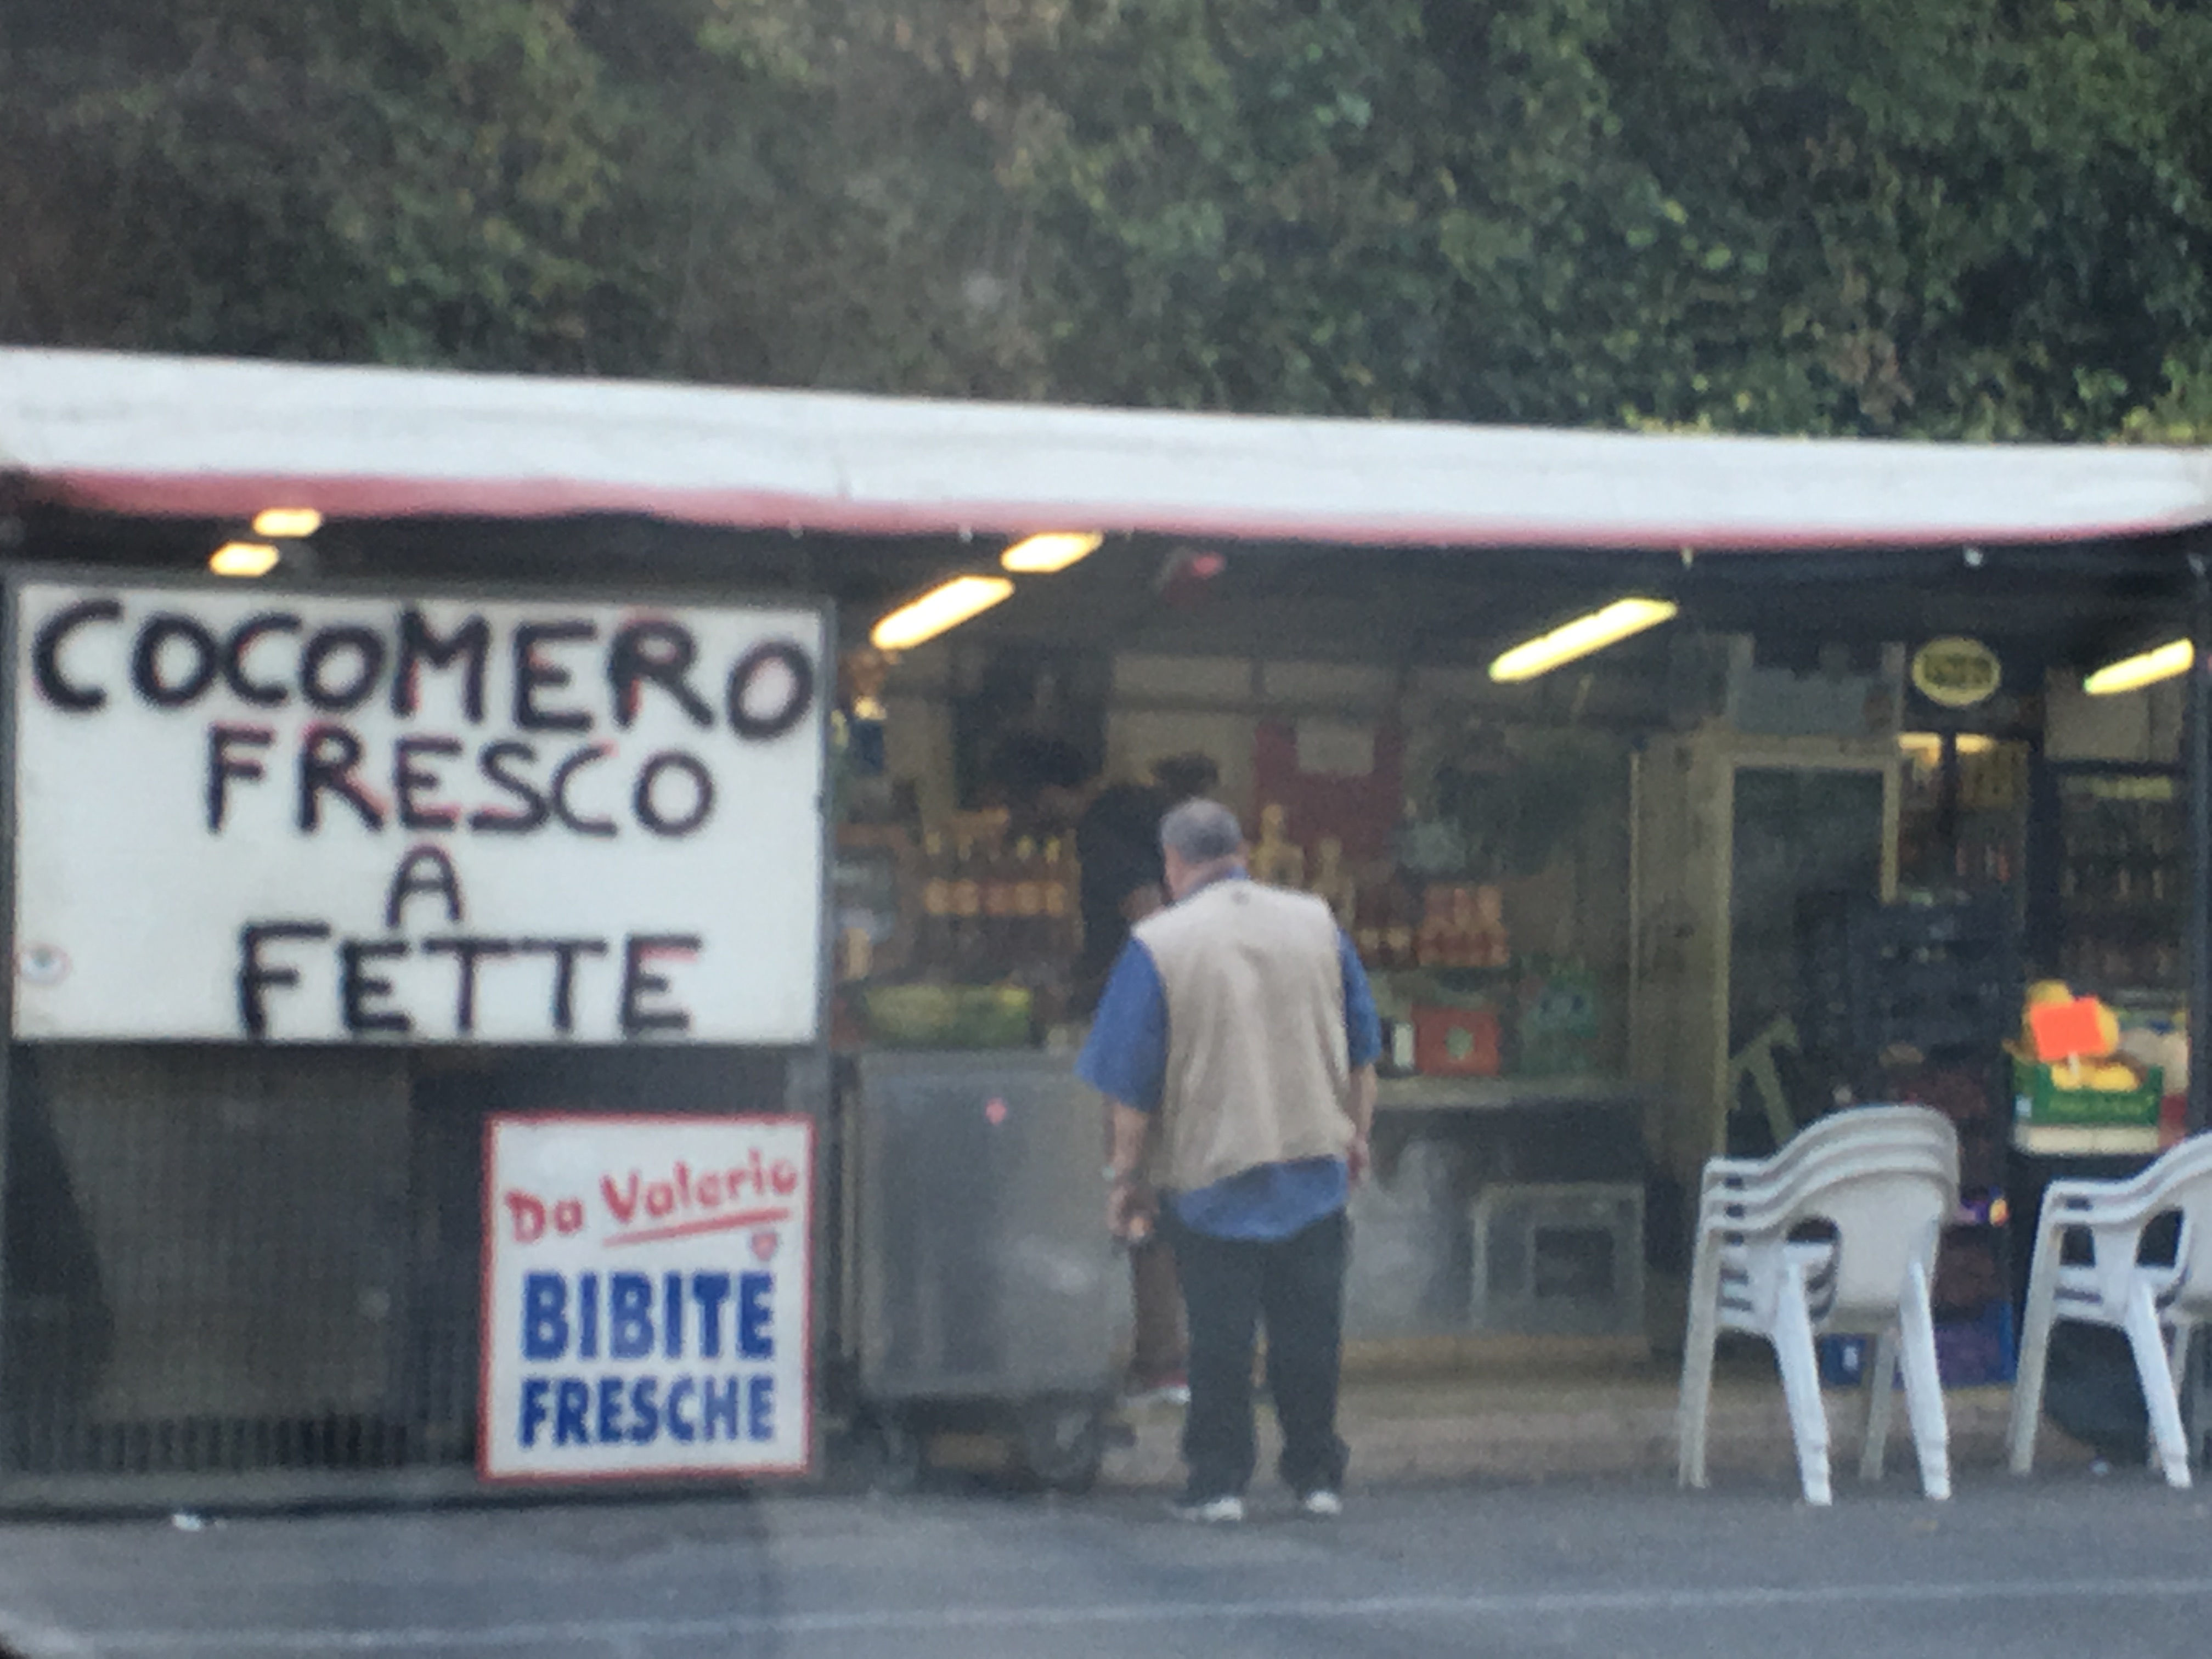 COCOMERO
FRESCO
A
FETTE
Da Valerio
BIBITE
FRESCHE